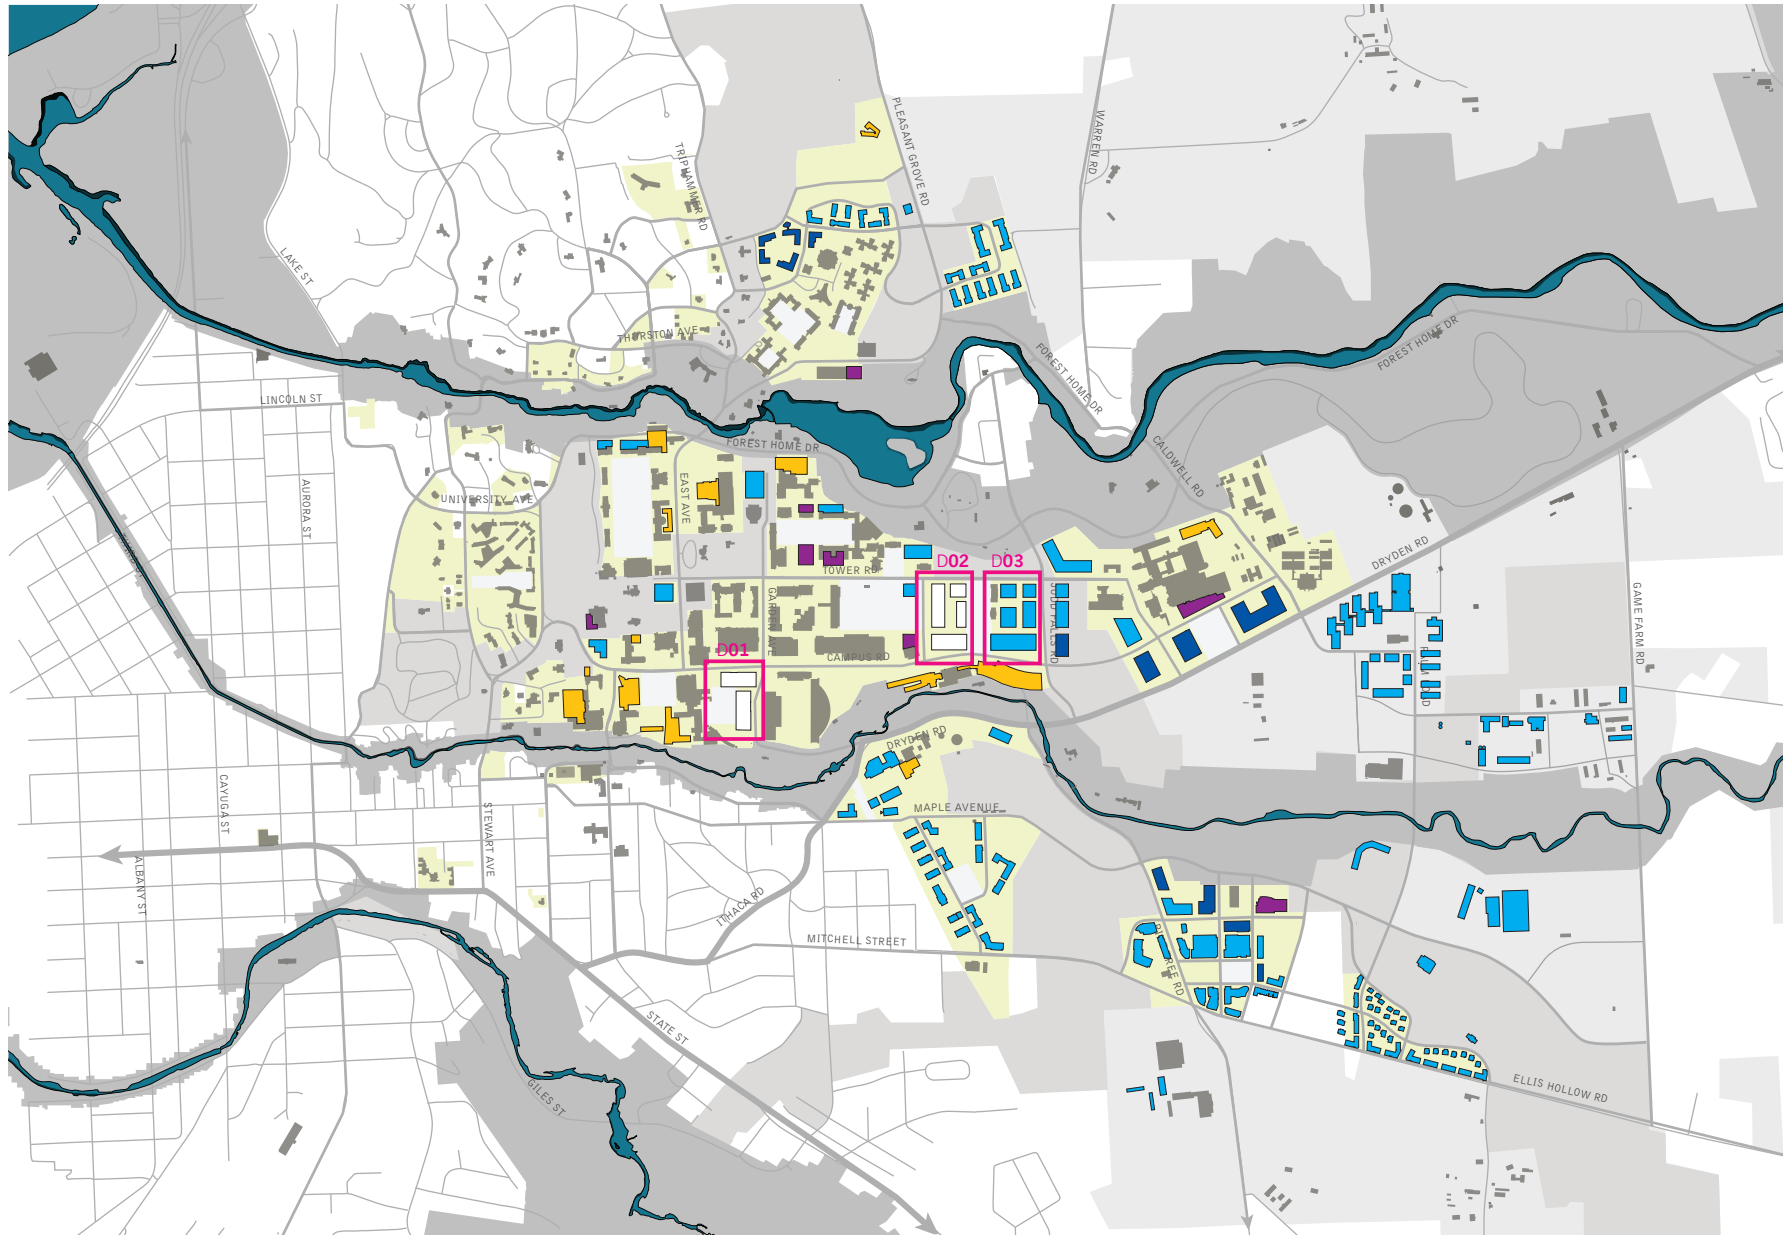 PLEASANT GROVE RD
WARREN RD
TRIPHAMMER RD
LAKE ST
THURSTON AVE
FOREST HOME DR
FOREST HOME DR
LINCOLN ST
FOREST HOME DR
CALDWELL RD
EAST AVE
UNIVERSITY AVE
AURORA ST
DRYDEN RD
D02
D03
TOWER RD
GARDEN AVE
JUDD FALLS RD
GAME FARM RD
D01
CAMPUS RD
DRYDEN RD
CAYUGA ST
STEWART AVE
MAPLE AVENUE
ALBANY ST
ITHACA RD
MITCHELL STREET
STATE ST
GILES ST
ELLIS HOLLOW RD